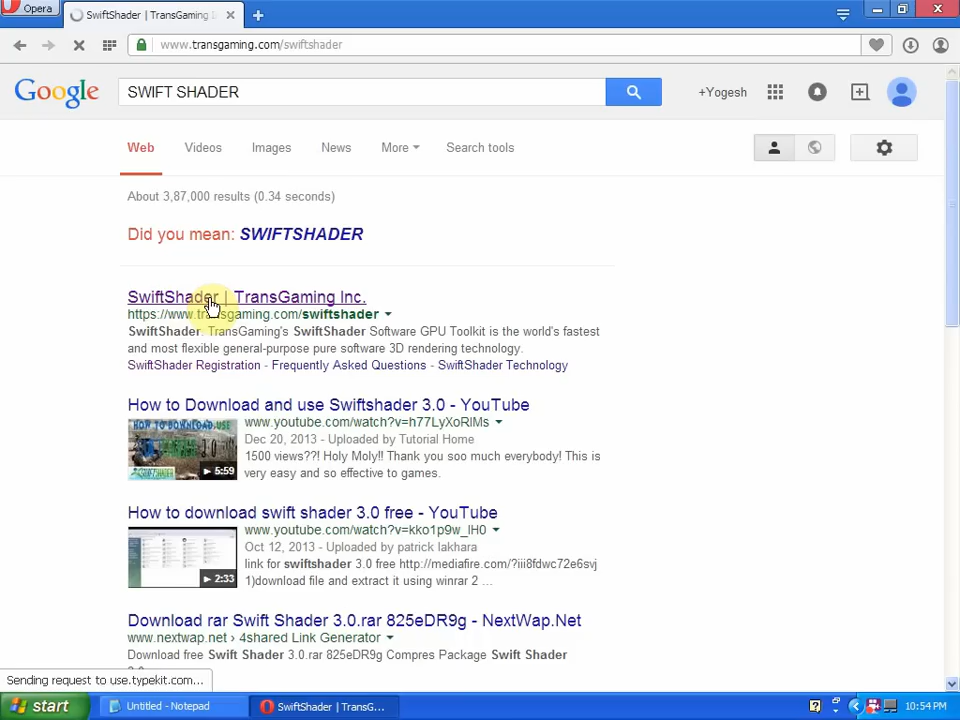 Opera
SwiftShader | TransGaming I
www.transgaming.com/swiftshader
Google
SWIFT SHADER
+Yogesh
Web
Videos
Images
News
More
Search tools
About 3,87,000 results (0.34 seconds)
Did you mean: SWIFTSHADER
SwiftShader | TransGaming Inc.
https://www.transgaming.com/swiftshader
SwiftShader. TransGaming's SwiftShader Software GPU Toolkit is the world's fastest
and most flexible general-purpose pure software 3D rendering technology.
SwiftShader Registration - Frequently Asked Questions - SwiftShader Technology
How to Download and use Swiftshader 3.0 - YouTube
www.youtube.com/watch?v=h77LyXoRIMs
HOW TO DOWNLOAD, USE
5:59
Dec 20, 2013 - Uploaded by Tutorial Home
1500 views??! Holy Moly!! Thank you soo much everybody! This is
very easy and so effective to games.
How to download swift shader 3.0 free - YouTube
www.youtube.com/watch?v=kko1p9w_IH0
2:33
Oct 12, 2013 - Uploaded by patrick lakhara
link for swiftshader 3.0 free http://mediafire.com/?iii8fdwc72e6svj
1)download file and extract it using winrar 2 ...
Download rar Swift Shader 3.0.rar 825eDR9g - NextWap.Net
www.nextwap.net › 4shared Link Generator
Download free Swift Shader 3.0.rar 825eDR9g Compres Package Swift Shader
Sending request to use.typekit.com...
start
Untitled - Notepad
SwiftShader | TransG...
10:54 PM